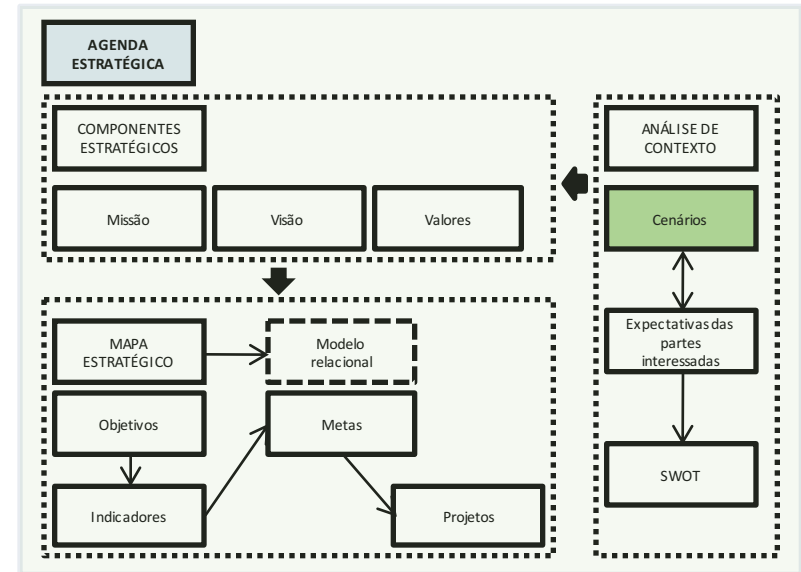 AGENDA
ESTRATÉGICA
COMPONENTES
ESTRATÉGICOS
Missão
Visão
Valores
MAPA
ESTRATÉGICO
Modelo
relacional
Objetivos
Metas
Indicadores
Projetos
ANÁLISE DE
CONTEXTO
Cenários
Expectativas das
partes
interessadas
SWOT